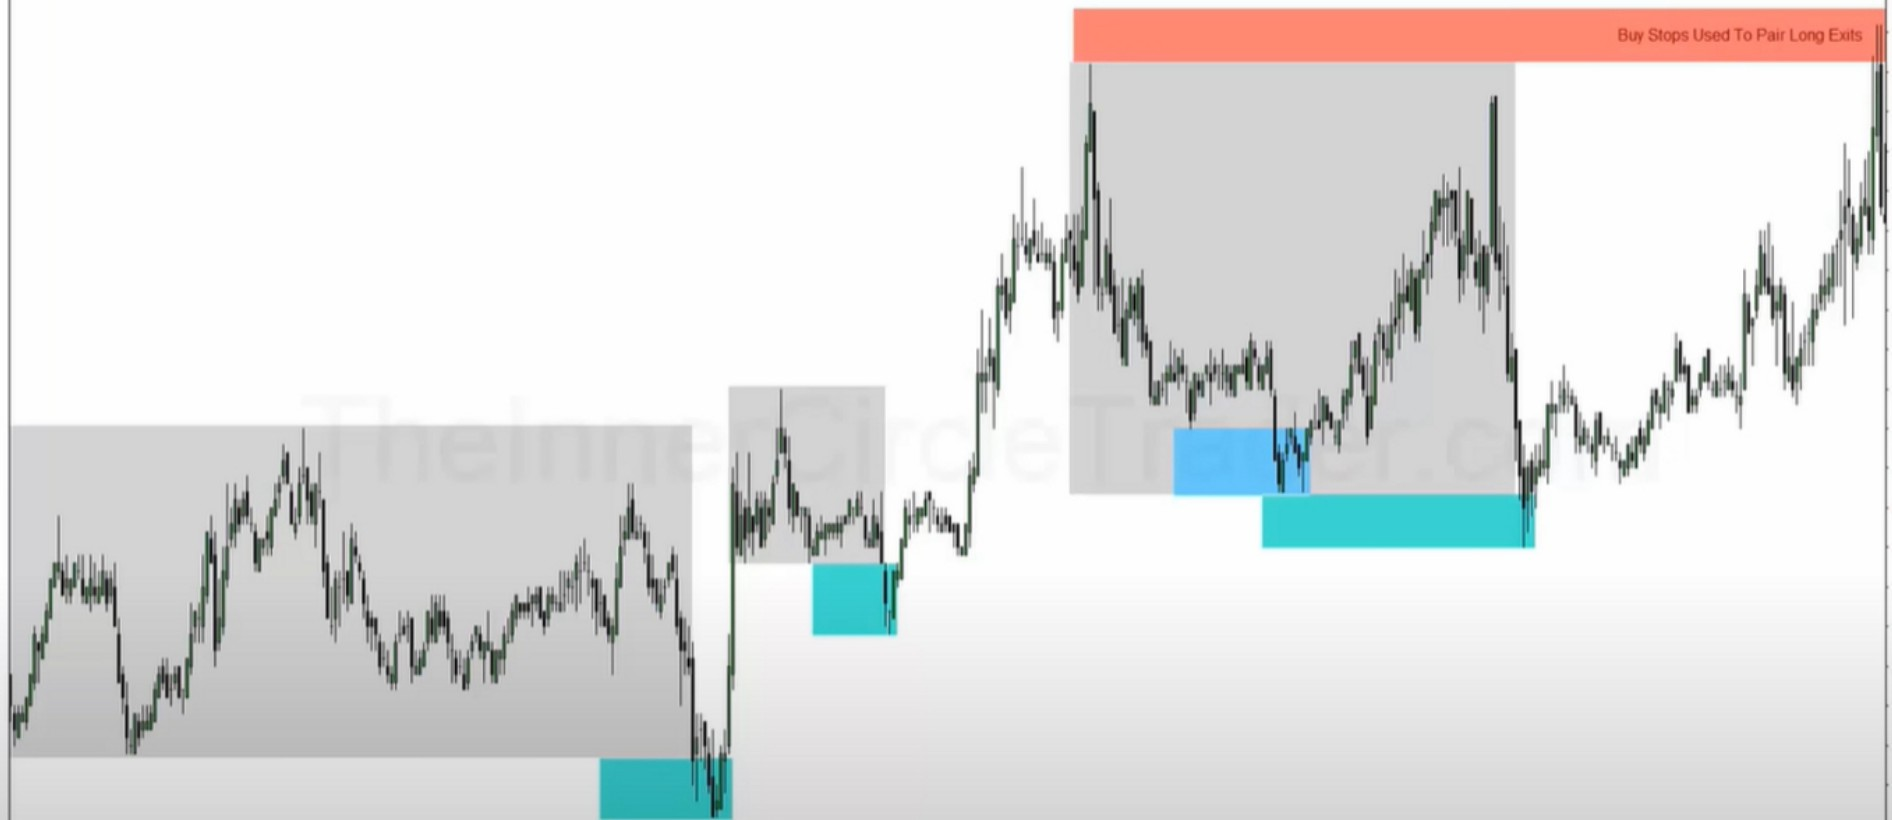 Buy Stops Used To Pair Long Exits
TheInnerCircleTrader.com